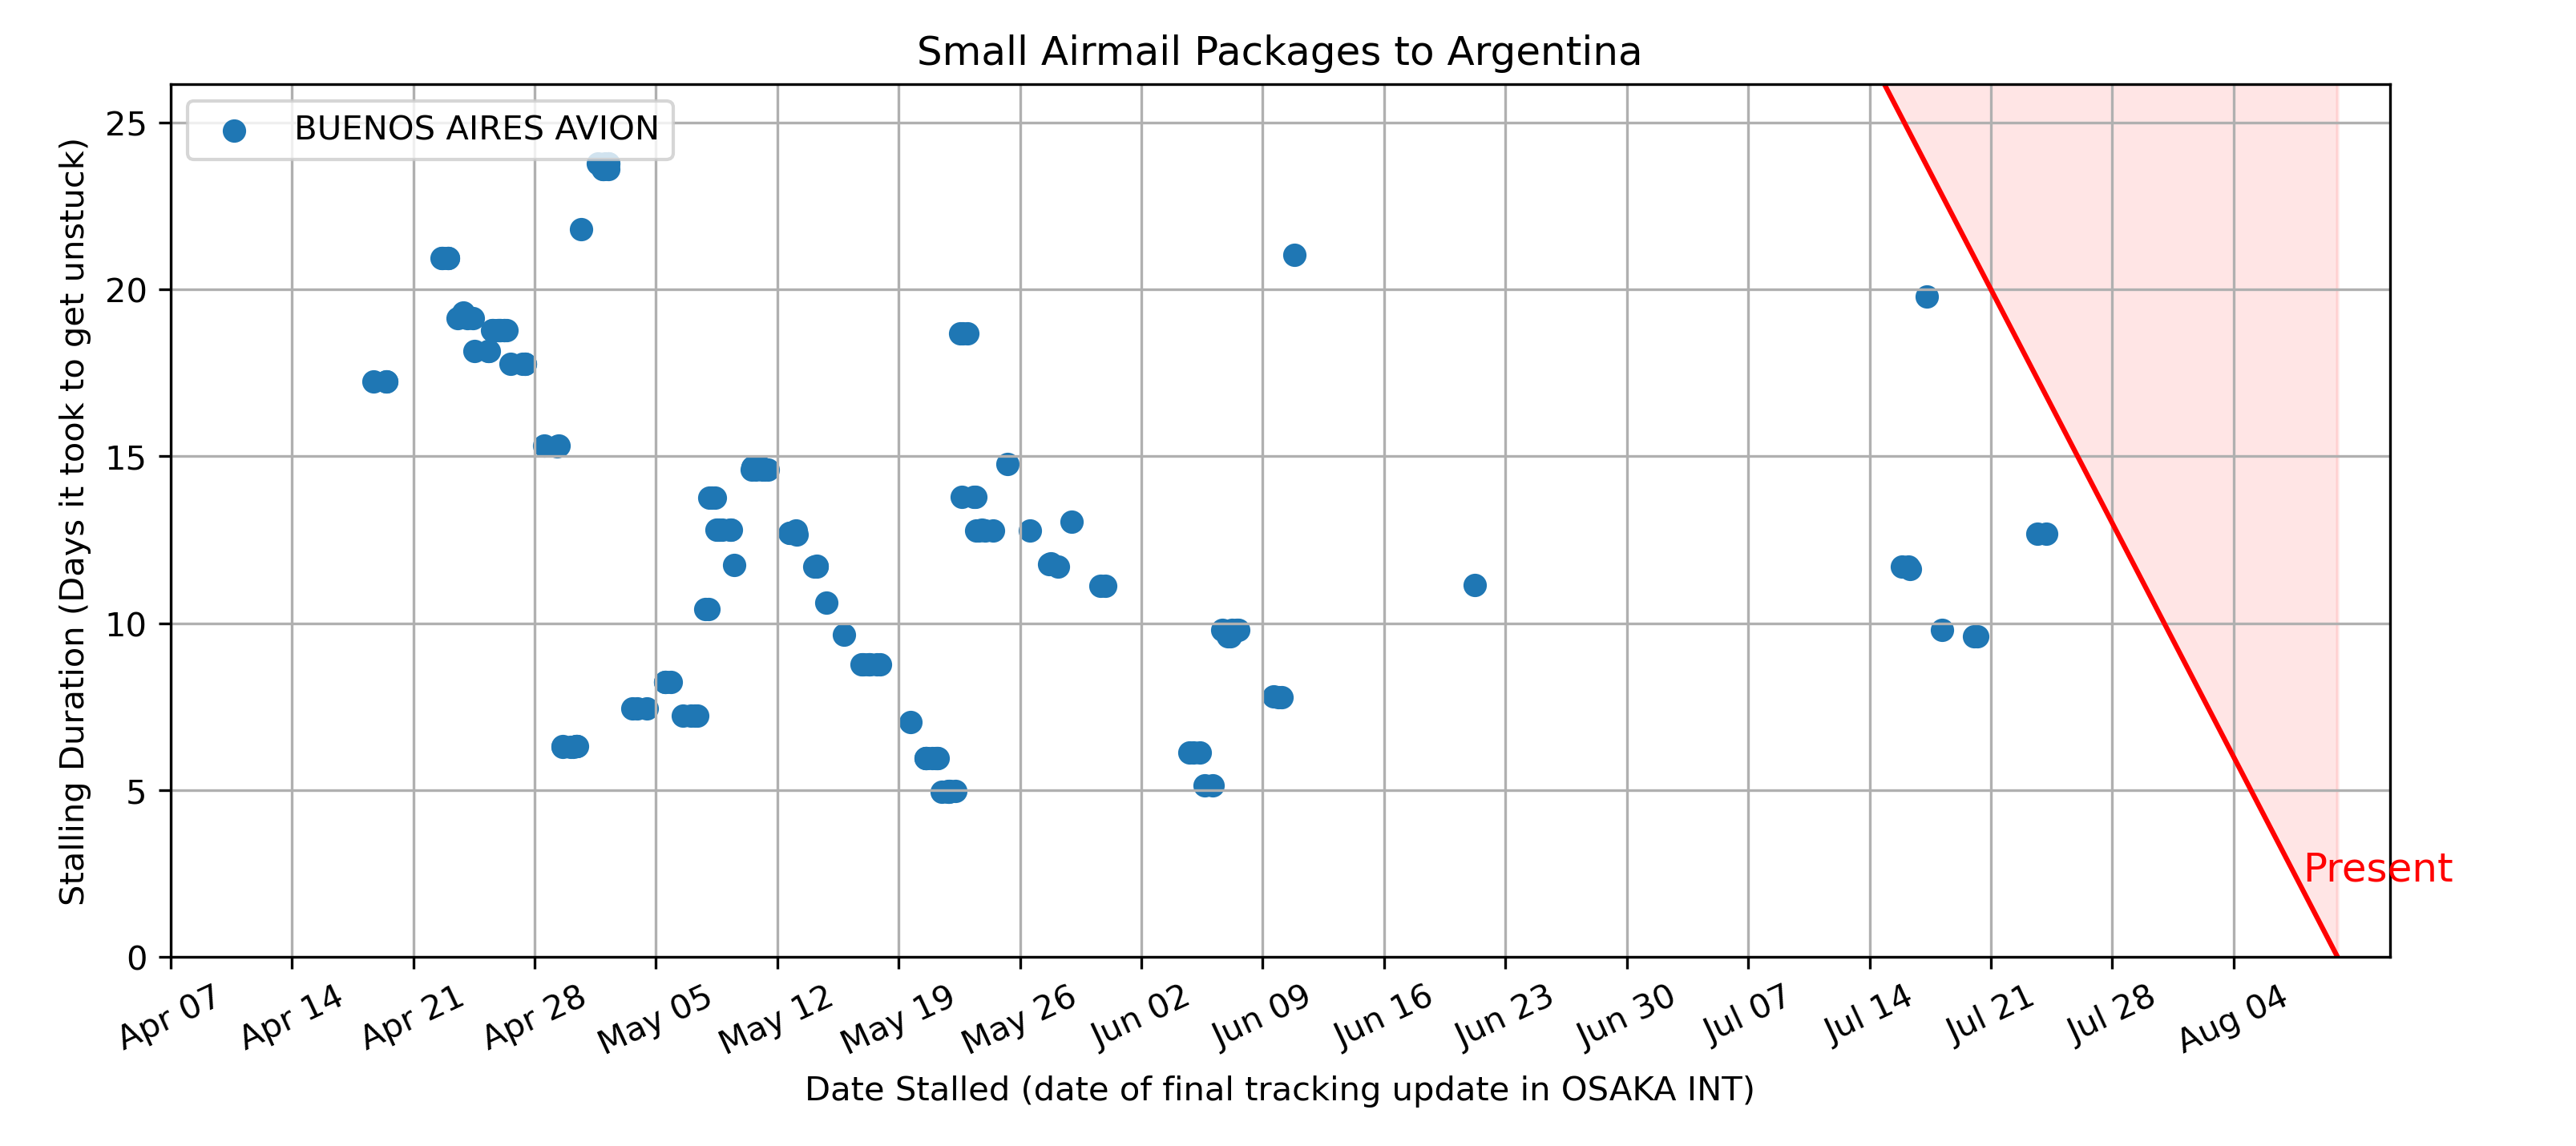 Small Airmail Packages to Argentina
BUENOS AIRES AVION
Stalling Duration (Days it took to get unstuck)
25
20
15
10
5
0
Present
Apr 07
Apr 14
Apr 21
Apr 28
May 05
May 12
May 19
May 26
Jun 02
Jun 09
Jun 16
Jun 23
Jun 30
Jul 07
Jul 14
Jul 21
Jul 28
Aug 04
Date Stalled (date of final tracking update in OSAKA INT)